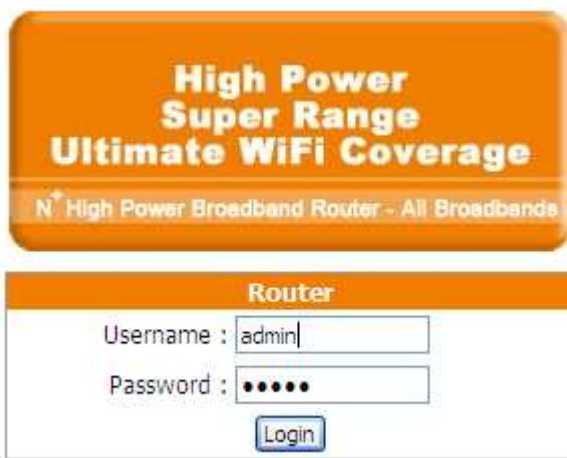 High Power
Super Range
Ultimate WiFi Coverage
N+ High Power Broadband Router - All Broadbands
Router
Username : admin
Password : •••••
Login